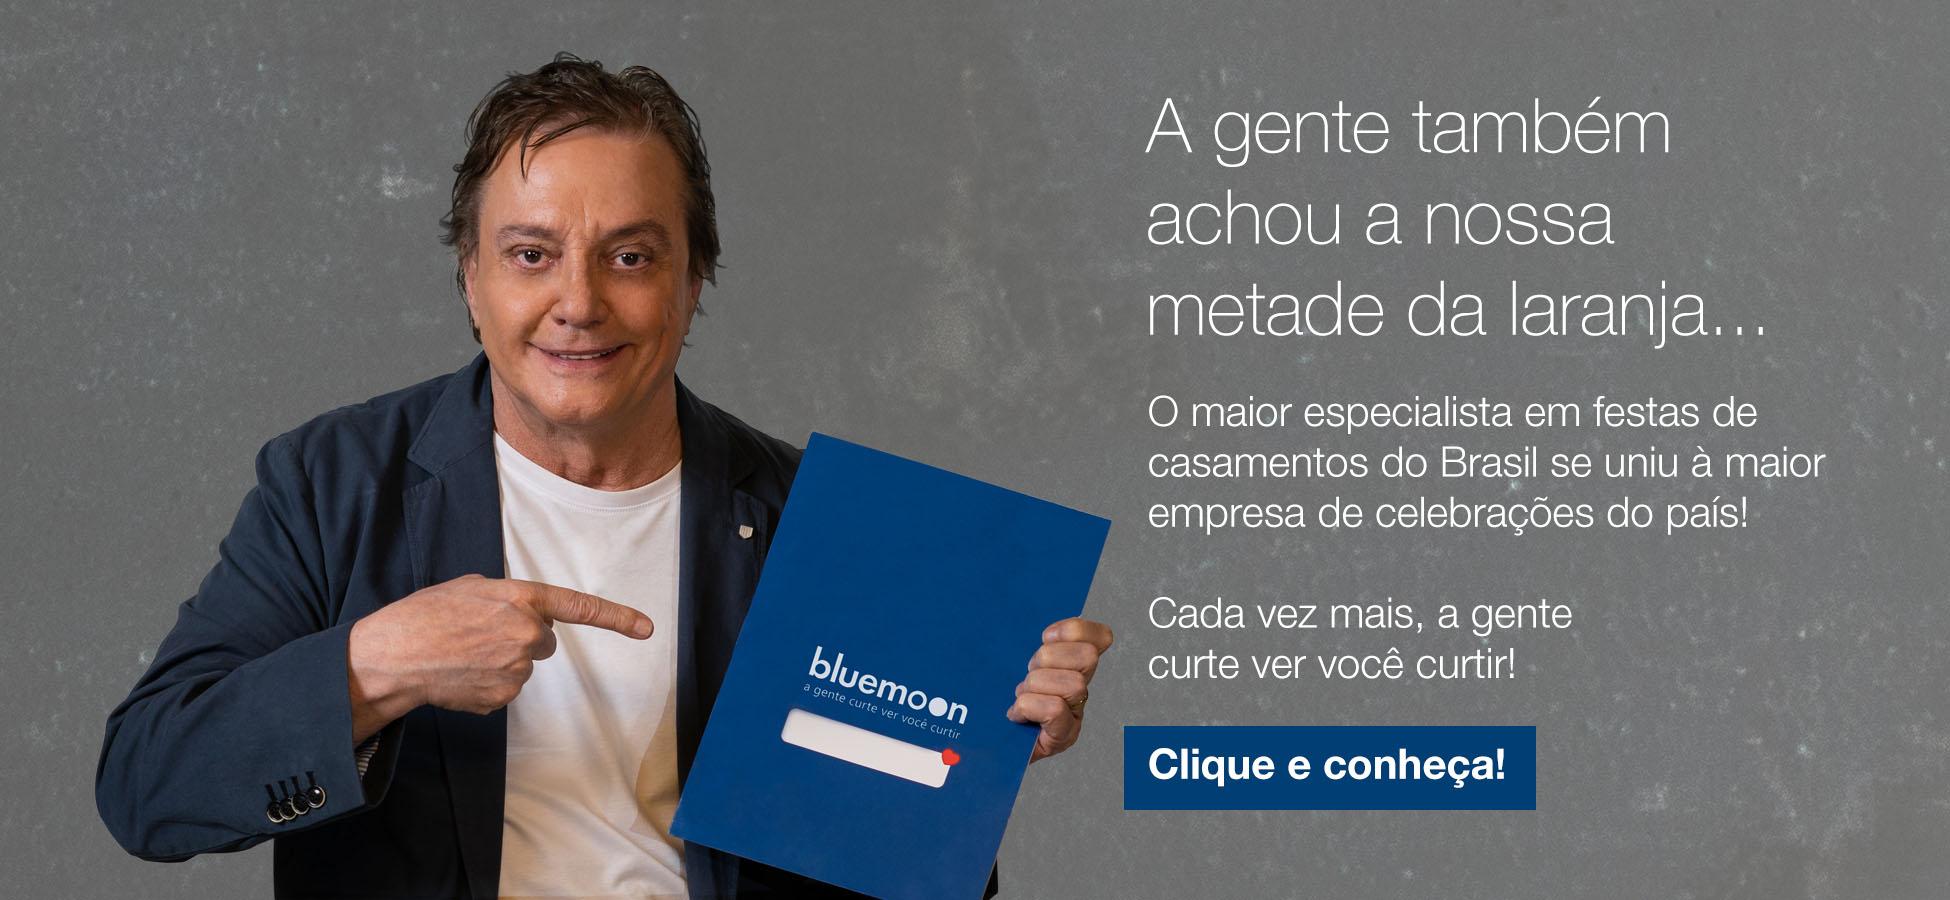 A gente também
achou a nossa
metade da laranja...
O maior especialista em festas de
casamentos do Brasil se uniu à maior
empresa de celebrações do país!
Cada vez mais, a gente
curte ver você curtir!
Clique e conheça!
bluemoon
a gente curte ver você curtir